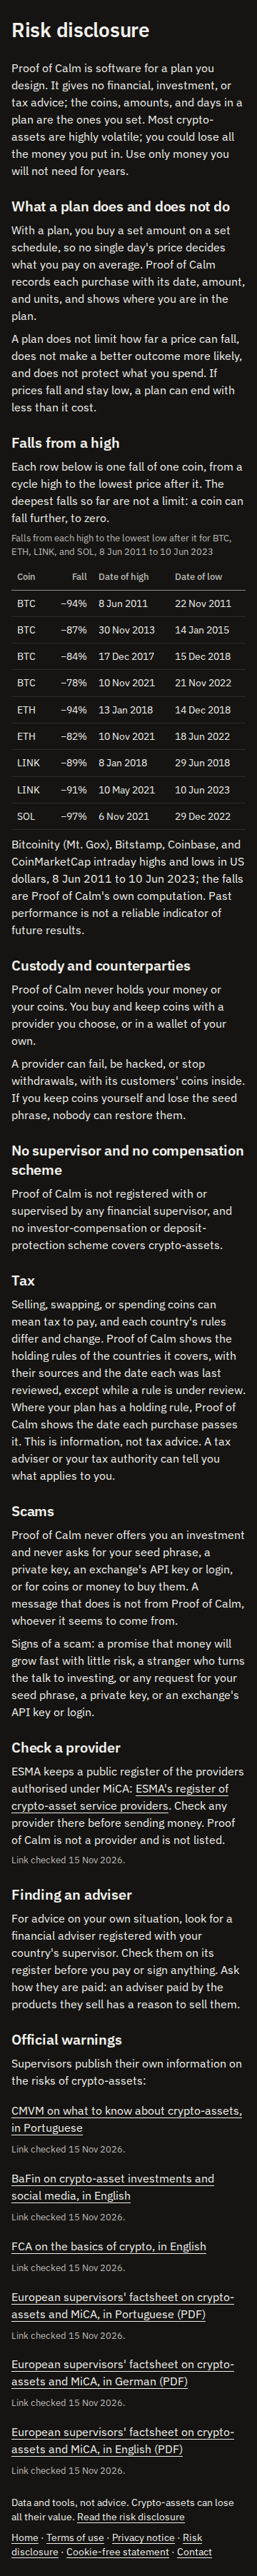 Risk disclosure
Proof of Calm is software for a plan you
design. It gives no financial, investment, or
tax advice; the coins, amounts, and days in a
plan are the ones you set. Most crypto-
assets are highly volatile; you could lose all
the money you put in. Use only money you
will not need for years.
What a plan does and does not do
With a plan, you buy a set amount on a set
schedule, so no single day's price decides
what you pay on average. Proof of Calm
records each purchase with its date, amount,
and units, and shows where you are in the
plan.
A plan does not limit how far a price can fall,
does not make a better outcome more likely,
and does not protect what you spend. If
prices fall and stay low, a plan can end with
less than it cost.
Falls from a high
Each row below is one fall of one coin, from a
cycle high to the lowest price after it. The
deepest falls so far are not a limit: a coin can
fall further, to zero.
Falls from each high to the lowest low after it for BTC,
ETH, LINK, and SOL, 8 Jun 2011 to 10 Jun 2023
Coin Fall Date of high Date of low
BTC −94% 8 Jun 2011 22 Nov 2011
BTC −87% 30 Nov 2013 14 Jan 2015
BTC −84% 17 Dec 2017 15 Dec 2018
BTC −78% 10 Nov 2021 21 Nov 2022
ETH −94% 13 Jan 2018 14 Dec 2018
ETH −82% 10 Nov 2021 18 Jun 2022
LINK −89% 8 Jan 2018 29 Jun 2018
LINK −91% 10 May 2021 10 Jun 2023
SOL −97% 6 Nov 2021 29 Dec 2022
Bitcoinity (Mt. Gox), Bitstamp, Coinbase, and
CoinMarketCap intraday highs and lows in US
dollars, 8 Jun 2011 to 10 Jun 2023; the falls
are Proof of Calm's own computation. Past
performance is not a reliable indicator of
future results.
Custody and counterparties
Proof of Calm never holds your money or
your coins. You buy and keep coins with a
provider you choose, or in a wallet of your
own.
A provider can fail, be hacked, or stop
withdrawals, with its customers' coins inside.
If you keep coins yourself and lose the seed
phrase, nobody can restore them.
No supervisor and no compensation
scheme
Proof of Calm is not registered with or
supervised by any financial supervisor, and
no investor-compensation or deposit-
protection scheme covers crypto-assets.
Tax
Selling, swapping, or spending coins can
mean tax to pay, and each country's rules
differ and change. Proof of Calm shows the
holding rules of the countries it covers, with
their sources and the date each was last
reviewed, except while a rule is under review.
Where your plan has a holding rule, Proof of
Calm shows the date each purchase passes
it. This is information, not tax advice. A tax
adviser or your tax authority can tell you
what applies to you.
Scams
Proof of Calm never offers you an investment
and never asks for your seed phrase, a
private key, an exchange's API key or login,
or for coins or money to buy them. A
message that does is not from Proof of Calm,
whoever it seems to come from.
Signs of a scam: a promise that money will
grow fast with little risk, a stranger who turns
the talk to investing, or any request for your
seed phrase, a private key, or an exchange's
API key or login.
Check a provider
ESMA keeps a public register of the providers
authorised under MiCA: ESMA's register of
crypto-asset service providers. Check any
provider there before sending money. Proof
of Calm is not a provider and is not listed.
Link checked 15 Nov 2026.
Finding an adviser
For advice on your own situation, look for a
financial adviser registered with your
country's supervisor. Check them on its
register before you pay or sign anything. Ask
how they are paid: an adviser paid by the
products they sell has a reason to sell them.
Official warnings
Supervisors publish their own information on
the risks of crypto-assets:
CMVM on what to know about crypto-assets,
in Portuguese
Link checked 15 Nov 2026.
BaFin on crypto-asset investments and
social media, in English
Link checked 15 Nov 2026.
FCA on the basics of crypto, in English
Link checked 15 Nov 2026.
European supervisors' factsheet on crypto-
assets and MiCA, in Portuguese (PDF)
Link checked 15 Nov 2026.
European supervisors' factsheet on crypto-
assets and MiCA, in German (PDF)
Link checked 15 Nov 2026.
European supervisors' factsheet on crypto-
assets and MiCA, in English (PDF)
Link checked 15 Nov 2026.
Data and tools, not advice. Crypto-assets can lose
all their value. Read the risk disclosure
Home · Terms of use · Privacy notice · Risk
disclosure · Cookie-free statement · Contact